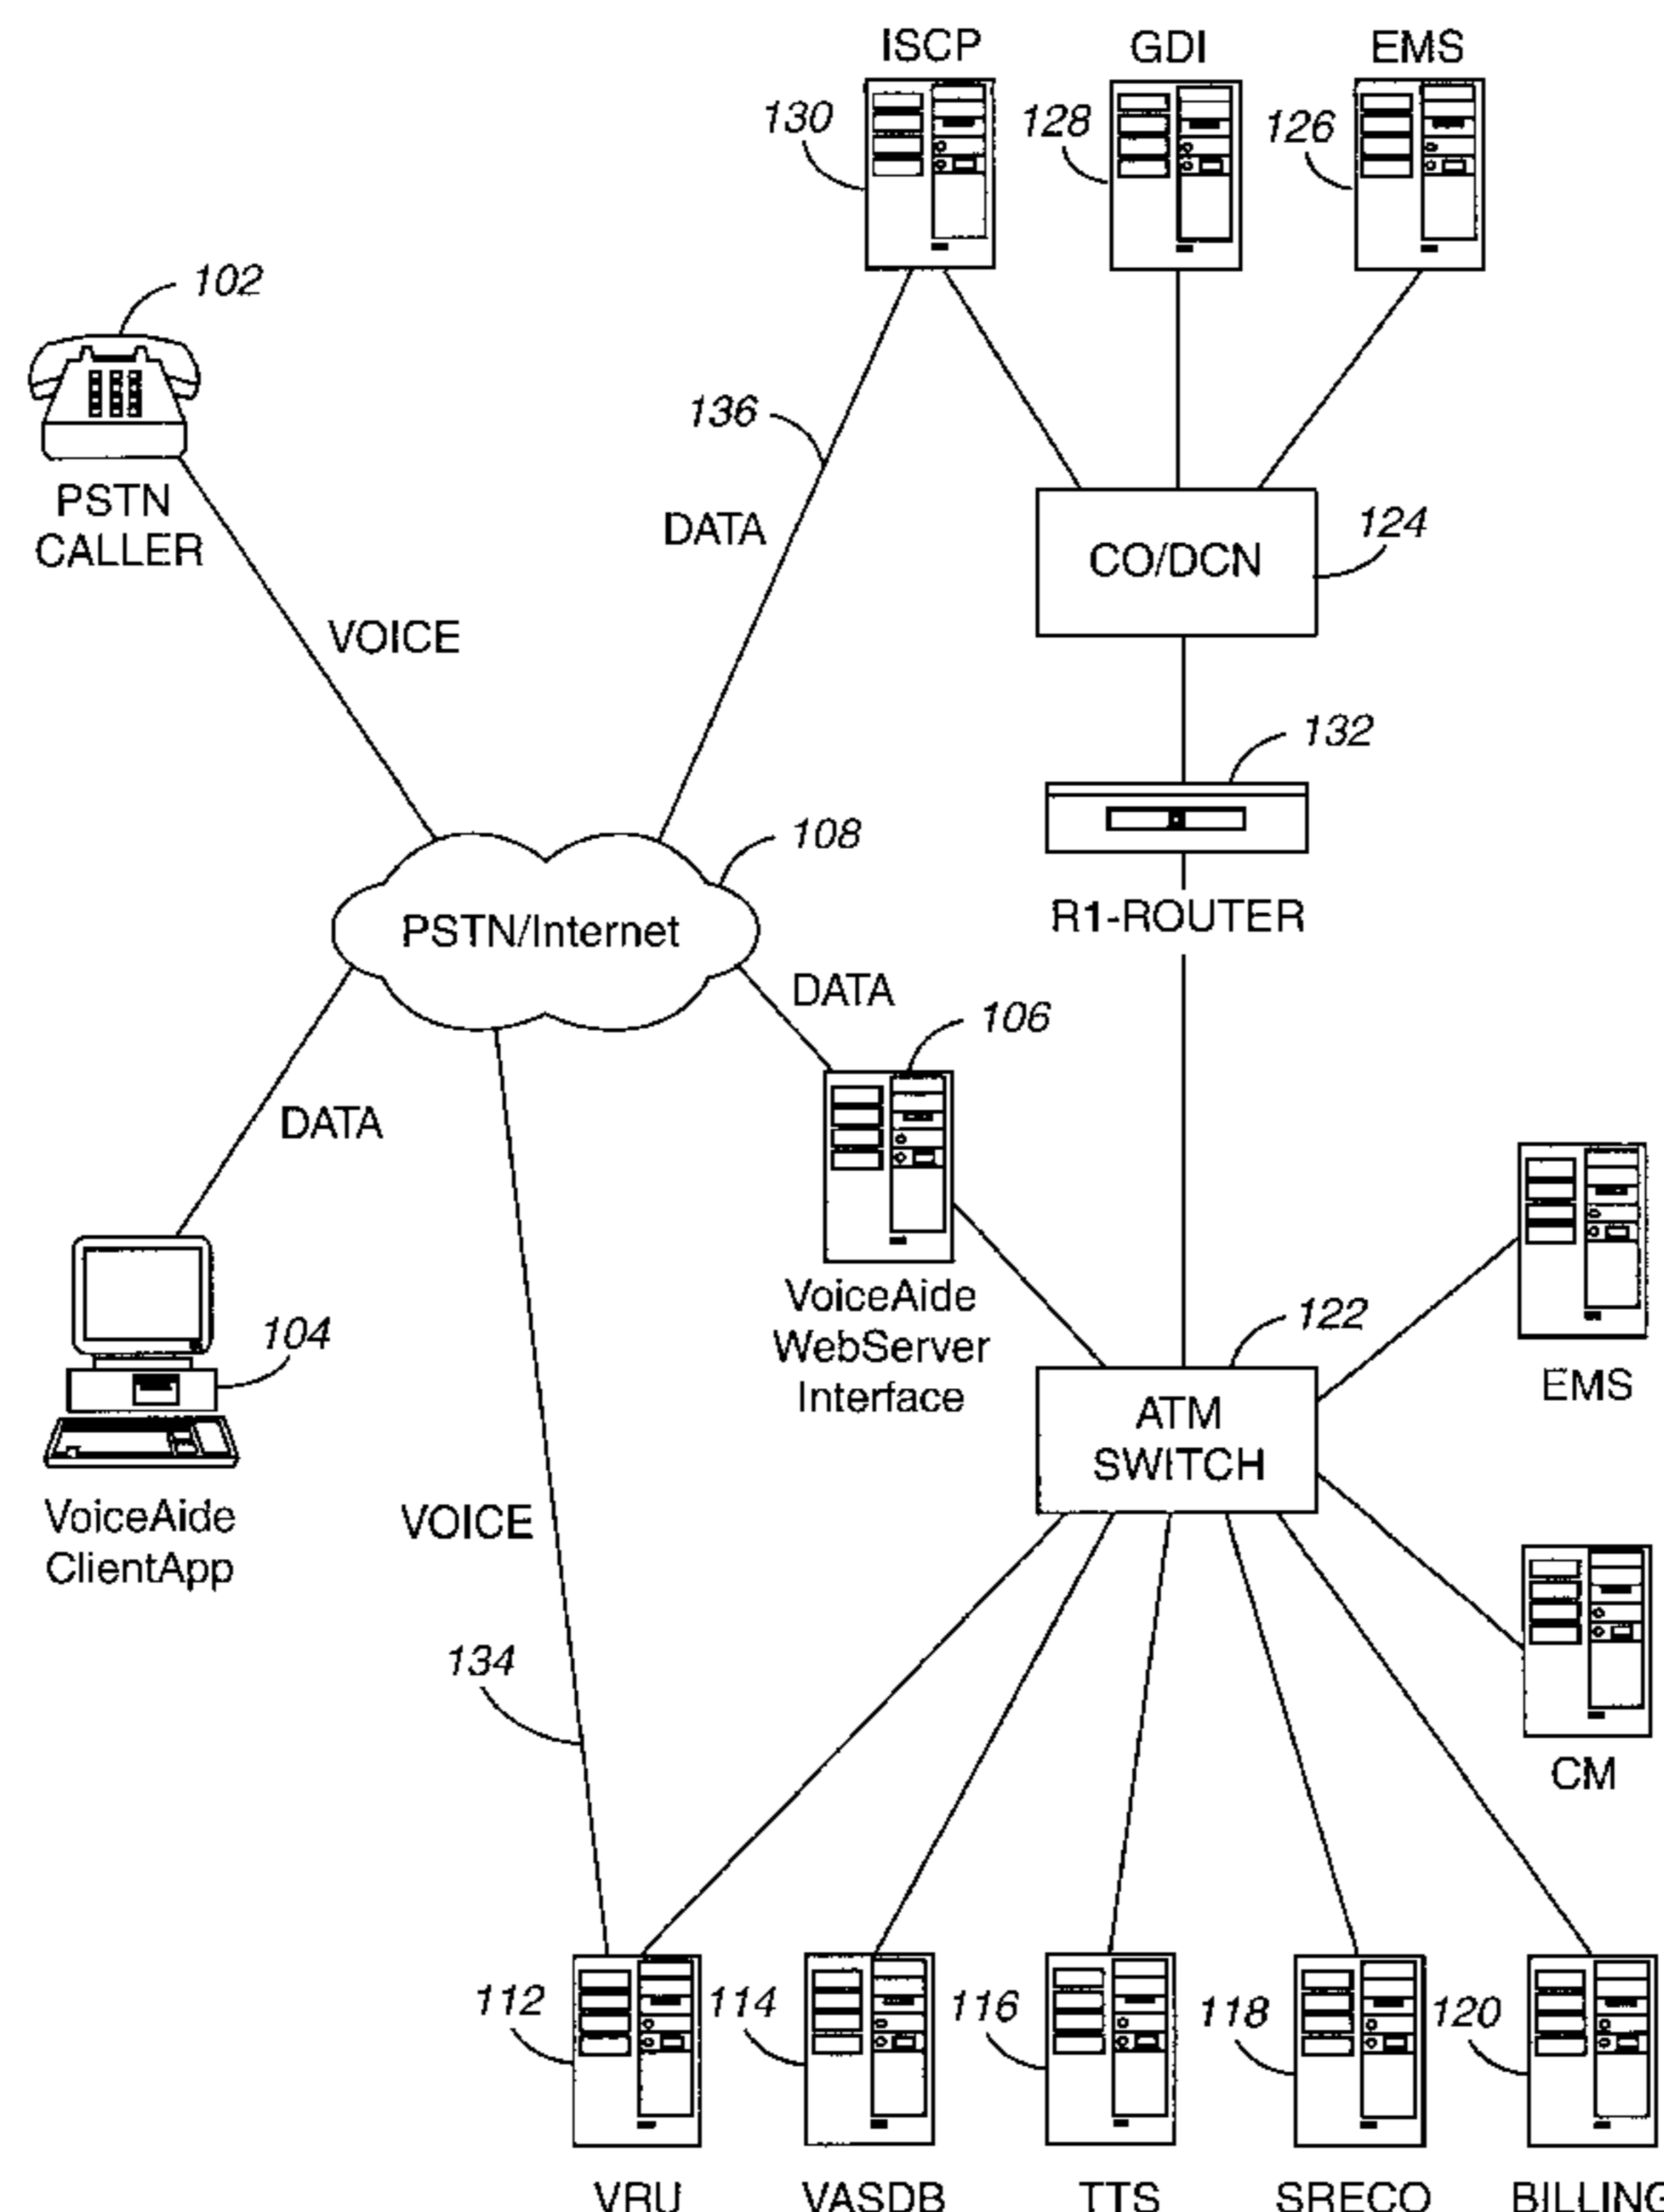 ISCP
GDI
EMS
130
128
126
102
PSTN
CALLER
136
DATA
124
CO/DCN
VOICE
132
108
R1-ROUTER
PSTN/Internet
DATA
106
DATA
VoiceAide
WebServer
Interface
122
104
EMS
ATM
SWITCH
VoiceAide
ClientApp
VOICE
134
CM
112
114
116
118
120
VRU
VASDB
TTS
SRECO
BILLING